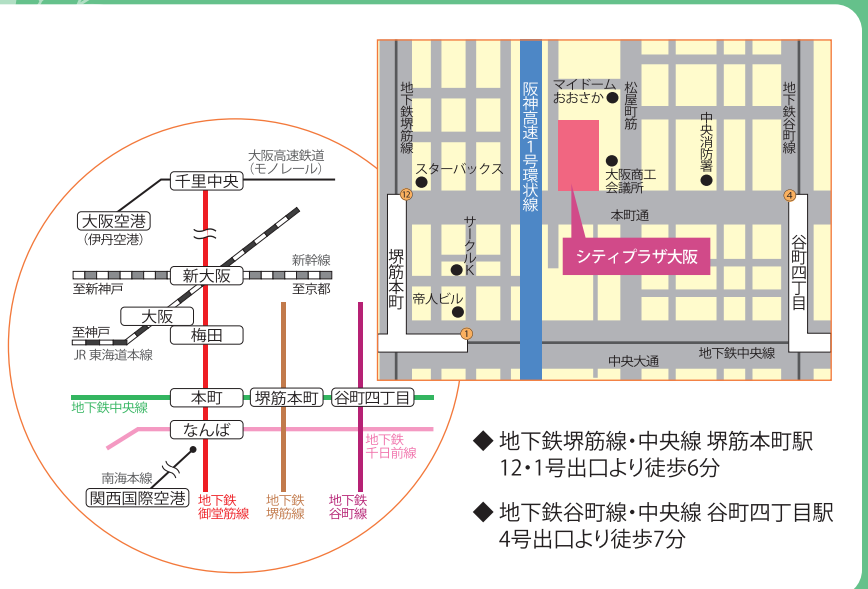 大阪高速鉄道
(モノレール)
千里中央
大阪空港
(伊丹空港)
新幹線
新大阪
至新神戸
至京都
大阪
至神戸
梅田
JR 東海道本線
本町
堺筋本町
谷町四丁目
地下鉄中央線
なんば
地下鉄
千日前線
南海本線
関西国際空港
地下鉄
御堂筋線
地下鉄
堺筋線
地下鉄
谷町線
地下鉄堺筋線
阪神高速1号環状線
マイドーム
おおさか
松屋町筋
中央消防署
地下鉄谷町線
スターバックス
大阪商工
会議所
12
4
本町通
サークルK
シティプラザ大阪
堺筋本町
谷町四丁目
帝人ビル
1
地下鉄中央線
中央大通
◆ 地下鉄堺筋線・中央線 堺筋本町駅
12・1号出口より徒歩6分
◆ 地下鉄谷町線・中央線 谷町四丁目駅
4号出口より徒歩7分